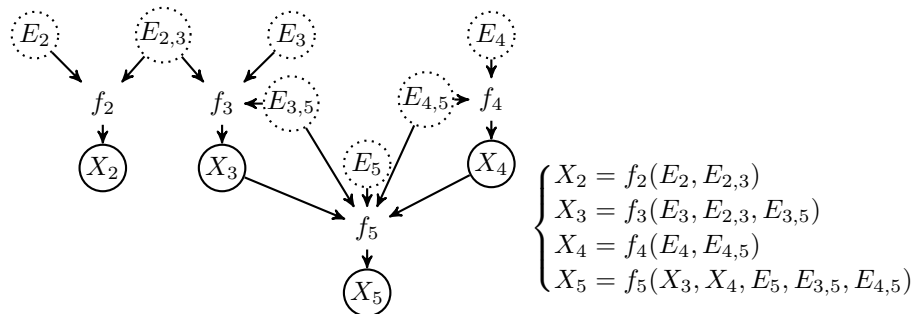 E_2 E_{2,3} E_3 E_4
f_2 f_3 E_{3,5} E_{4,5} f_4
X_2 X_3 E_5 X_4
f_5
X_5
X_2 = f_2(E_2, E_{2,3})
X_3 = f_3(E_3, E_{2,3}, E_{3,5})
X_4 = f_4(E_4, E_{4,5})
X_5 = f_5(X_3, X_4, E_5, E_{3,5}, E_{4,5})